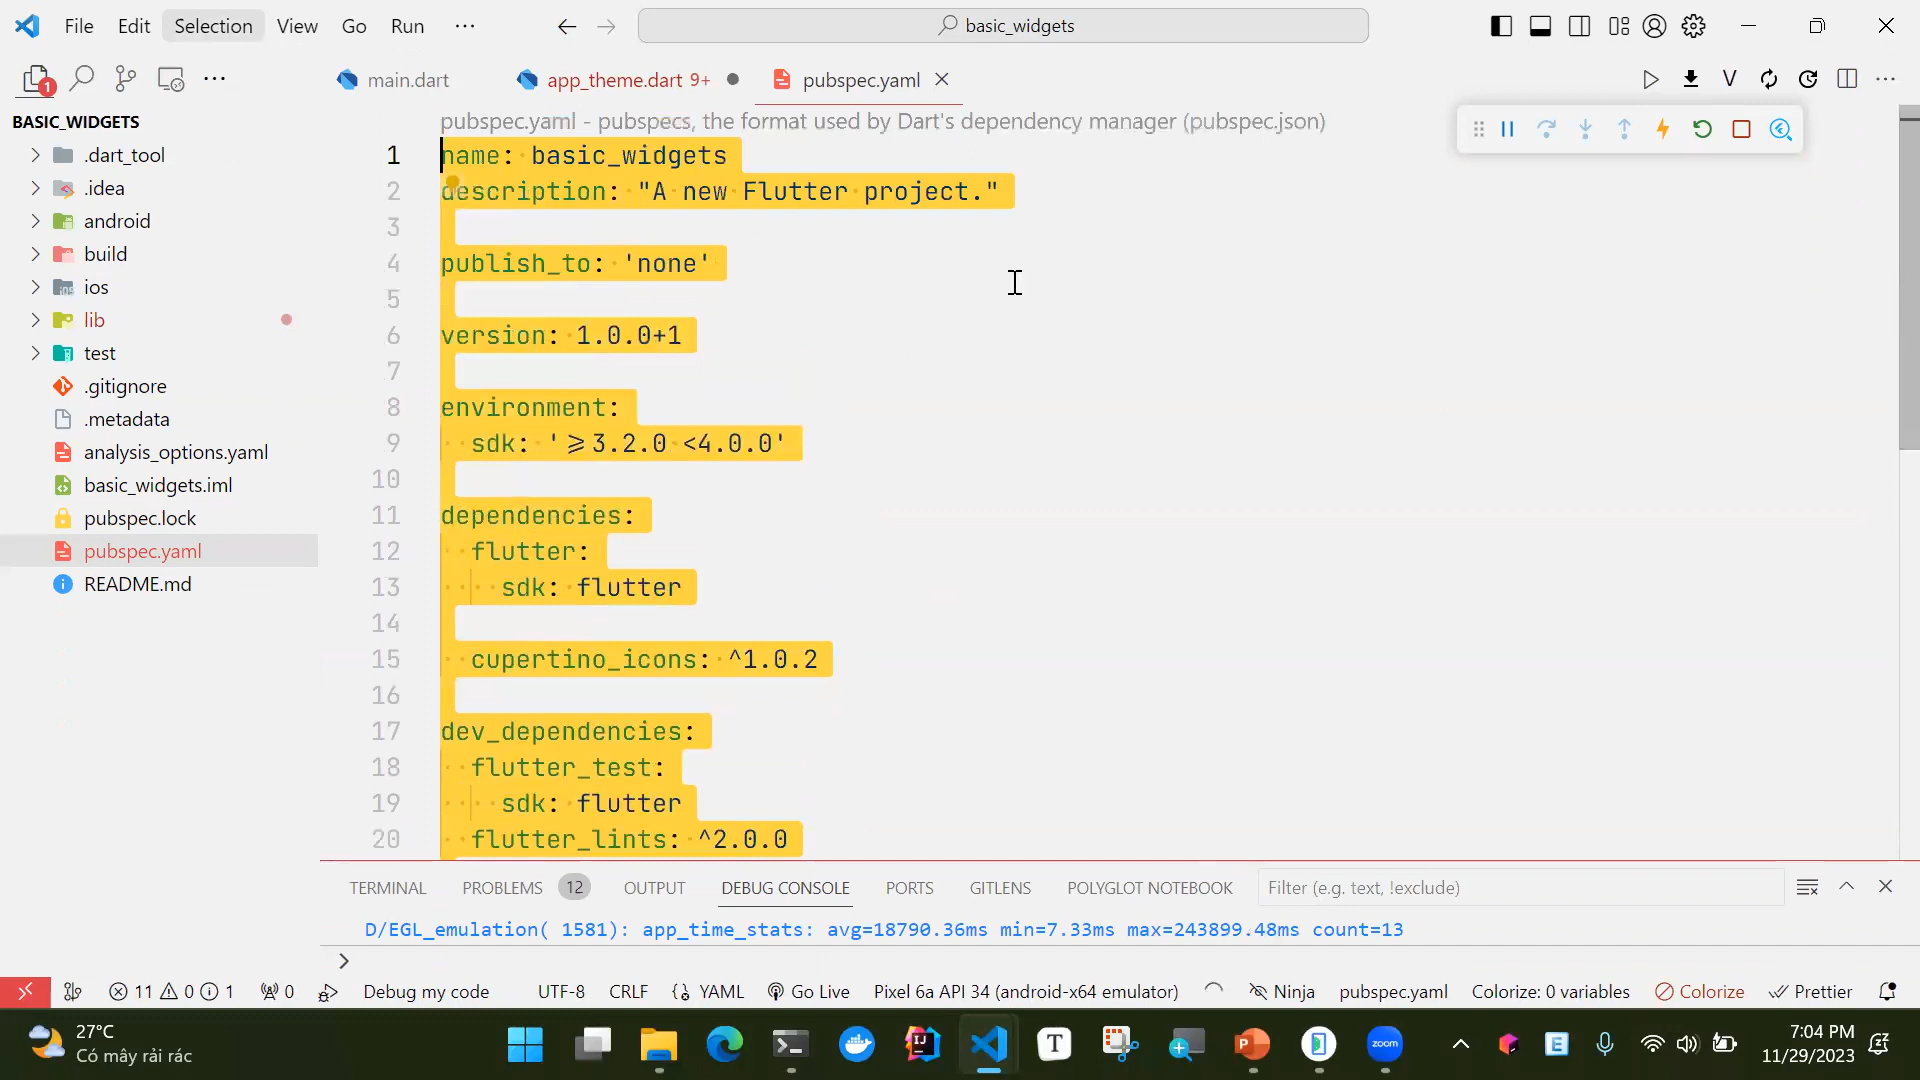 File Edit Selection View Go Run ···
basic_widgets
1
main.dart
app_theme.dart 9+
pubspec.yaml
BASIC_WIDGETS
.dart_tool
.idea
android
build
ios
lib
test
.gitignore
.metadata
analysis_options.yaml
basic_widgets.iml
pubspec.lock
pubspec.yaml
README.md
pubspec.yaml - pubspecs, the format used by Dart's dependency manager (pubspec.json)
1 name: basic_widgets
2 description: "A new Flutter project."
3
4 publish_to: 'none'
5
6 version: 1.0.0+1
7
8 environment:
9 sdk: '>=3.2.0 <4.0.0'
10
11 dependencies:
12 flutter:
13 sdk: flutter
14
15 cupertino_icons: ^1.0.2
16
17 dev_dependencies:
18 flutter_test:
19 sdk: flutter
20 flutter_lints: ^2.0.0
TERMINAL PROBLEMS 12 OUTPUT DEBUG CONSOLE PORTS GITLENS POLYGLOT NOTEBOOK Filter (e.g. text, !exclude)
D/EGL_emulation( 1581): app_time_stats: avg=18790.36ms min=7.33ms max=243899.48ms count=13
>
11 0 1 0 Debug my code UTF-8 CRLF {} YAML Go Live Pixel 6a API 34 (android-x64 emulator) Ninja pubspec.yaml Colorize: 0 variables Colorize Prettier
27°C
Có mây rải rác
7:04 PM
11/29/2023